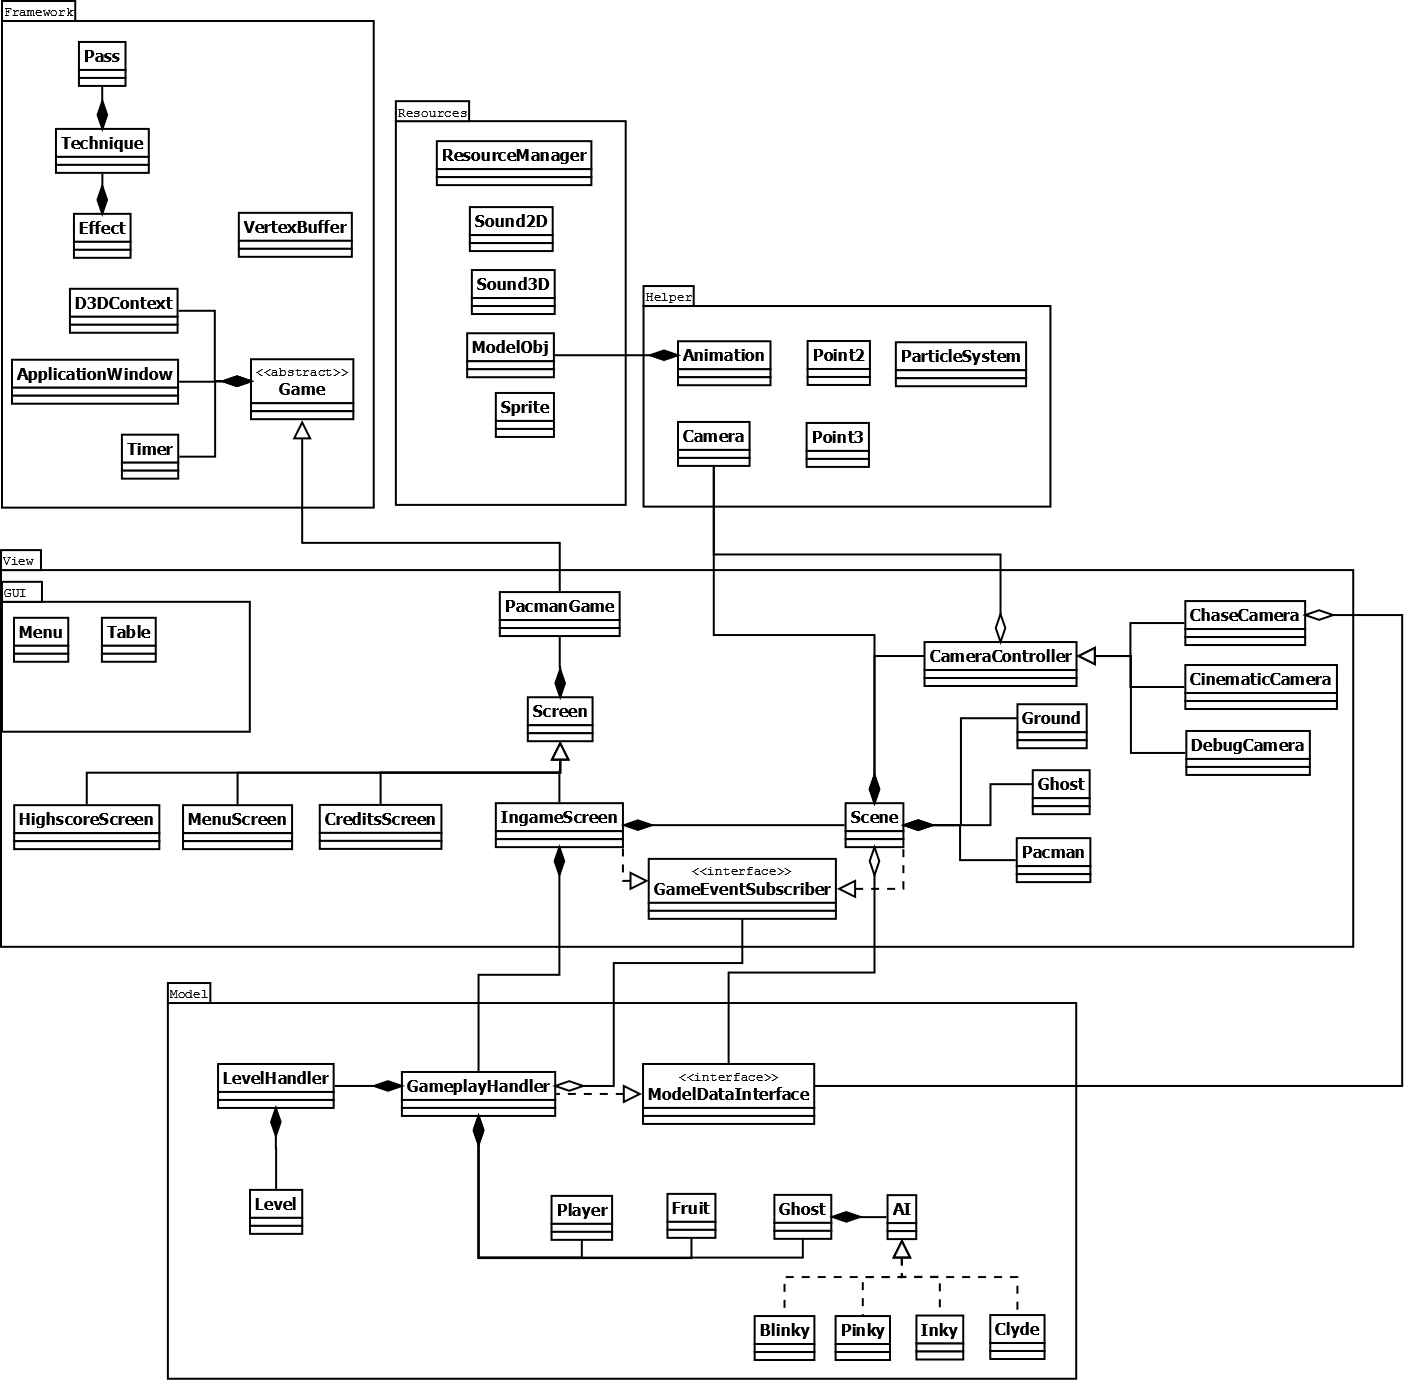 Framework
Pass
Technique
Effect
VertexBuffer
D3DContext
ApplicationWindow
<<abstract>>
Game
Timer
Resources
ResourceManager
Sound2D
Sound3D
ModelObj
Sprite
Helper
Animation
Point2
ParticleSystem
Camera
Point3
View
GUI
Menu
Table
PacmanGame
Screen
HighscoreScreen
MenuScreen
CreditsScreen
IngameScreen
Scene
<<interface>>
GameEventSubscriber
CameraController
ChaseCamera
CinematicCamera
DebugCamera
Ground
Ghost
Pacman
Model
LevelHandler
GameplayHandler
<<interface>>
ModelDataInterface
Level
Player
Fruit
Ghost
AI
Blinky
Pinky
Inky
Clyde